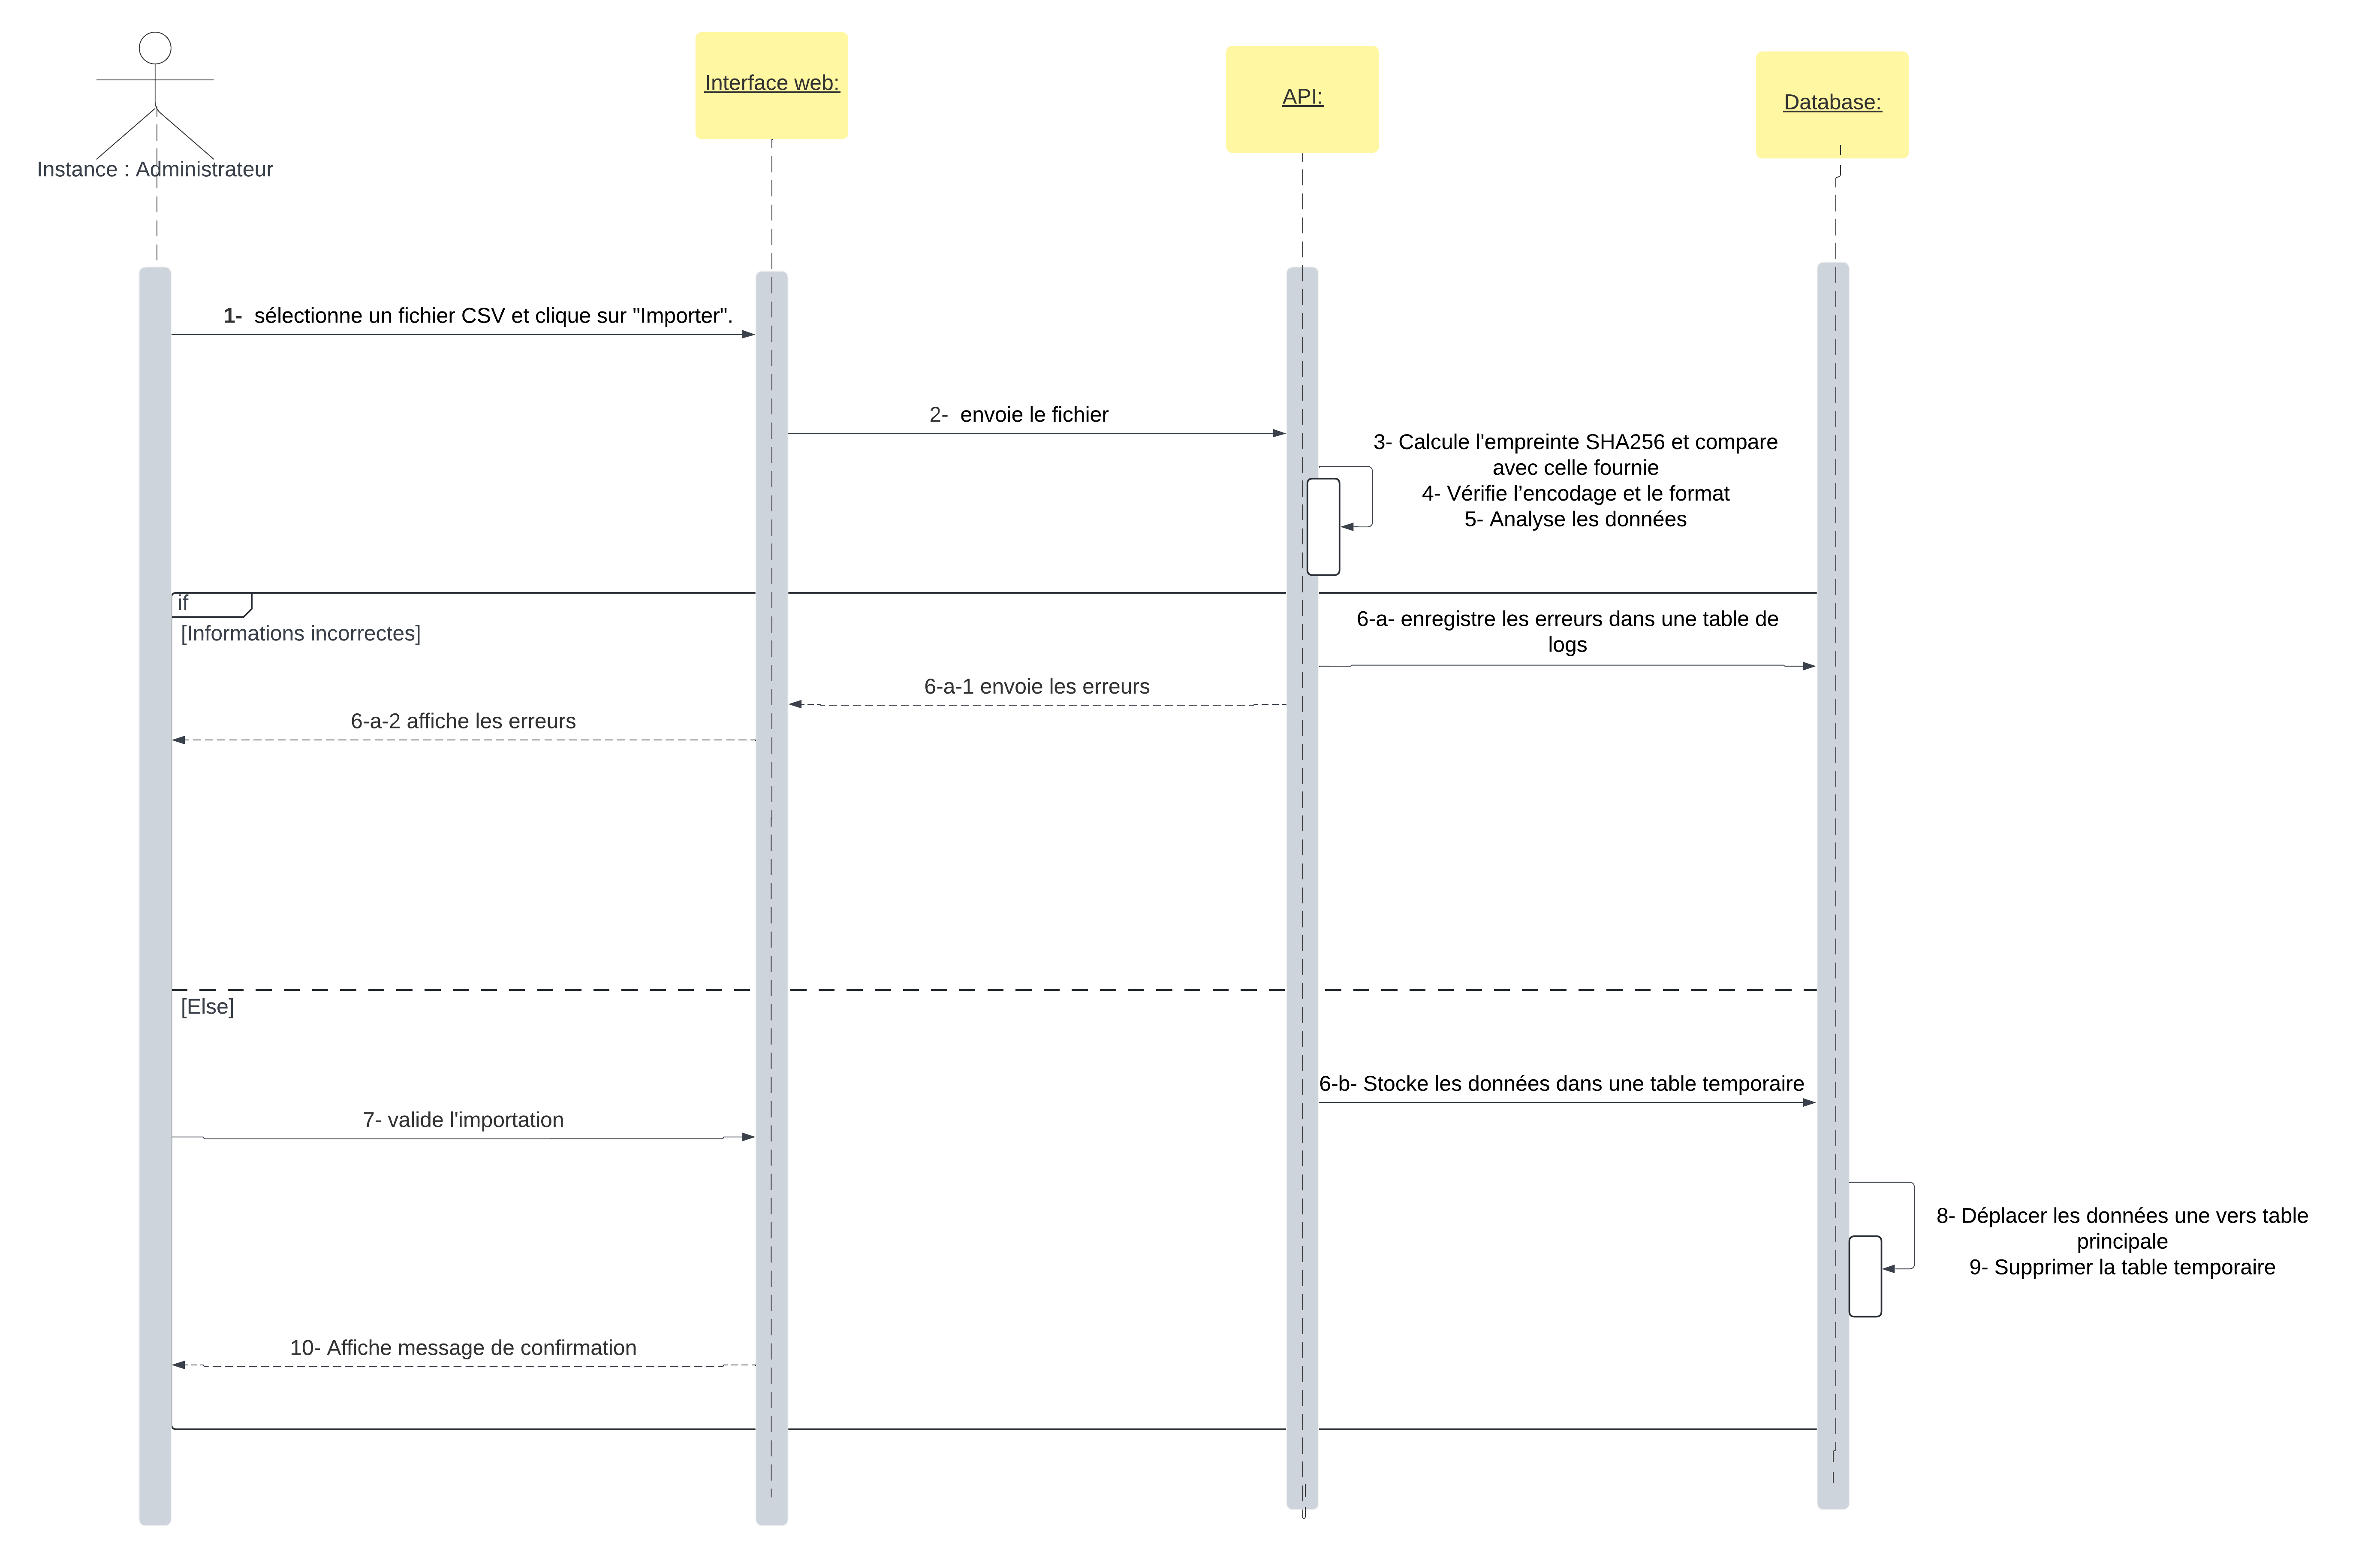 Interface web:
API:
Database:
Instance : Administrateur
1-  sélectionne un fichier CSV et clique sur "Importer".
2-  envoie le fichier
3- Calcule l'empreinte SHA256 et compare
avec celle fournie
4- Vérifie l’encodage et le format
5- Analyse les données
if
[Informations incorrectes]
6-a- enregistre les erreurs dans une table de
logs
6-a-1 envoie les erreurs
6-a-2 affiche les erreurs
[Else]
6-b- Stocke les données dans une table temporaire
7- valide l'importation
8- Déplacer les données une vers table
principale
9- Supprimer la table temporaire
10- Affiche message de confirmation